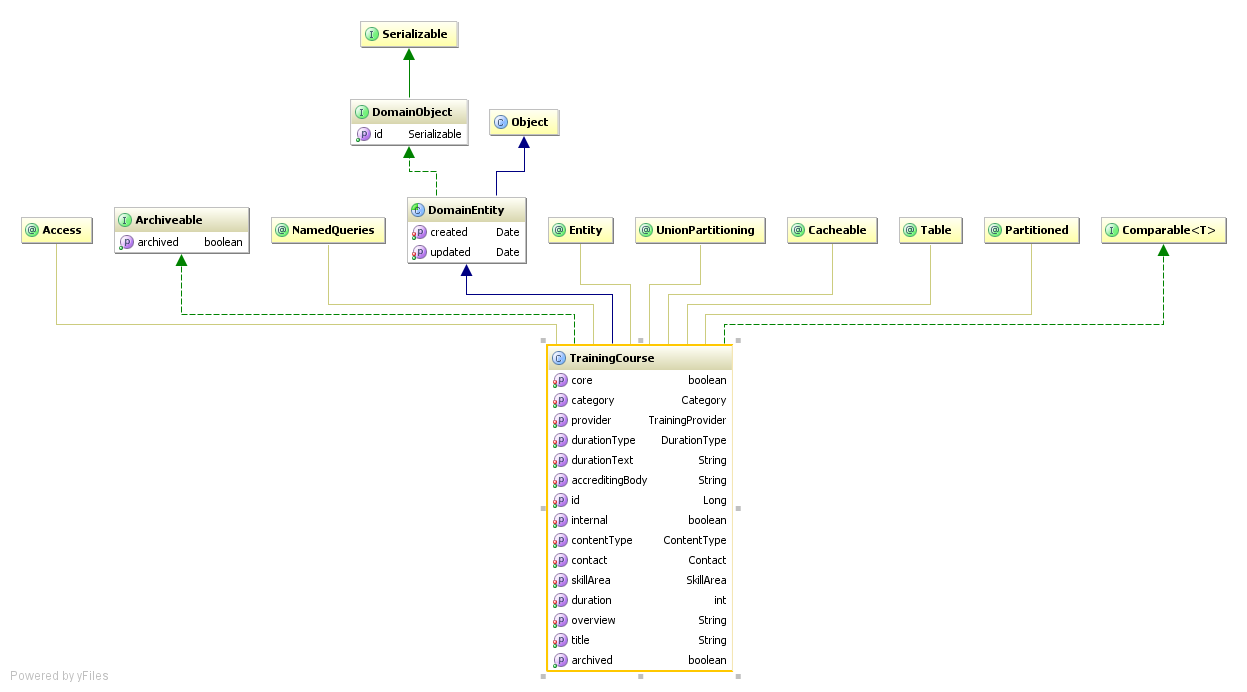 Serializable
DomainObject
id Serializable
Object
DomainEntity
created Date
updated Date
Access
Archiveable
archived boolean
NamedQueries
Entity
UnionPartitioning
Cacheable
Table
Partitioned
Comparable<T>
TrainingCourse
core boolean
category Category
provider TrainingProvider
durationType DurationType
durationText String
accreditingBody String
id Long
internal boolean
contentType ContentType
contact Contact
skillArea SkillArea
duration int
overview String
title String
archived boolean
Powered by yFiles